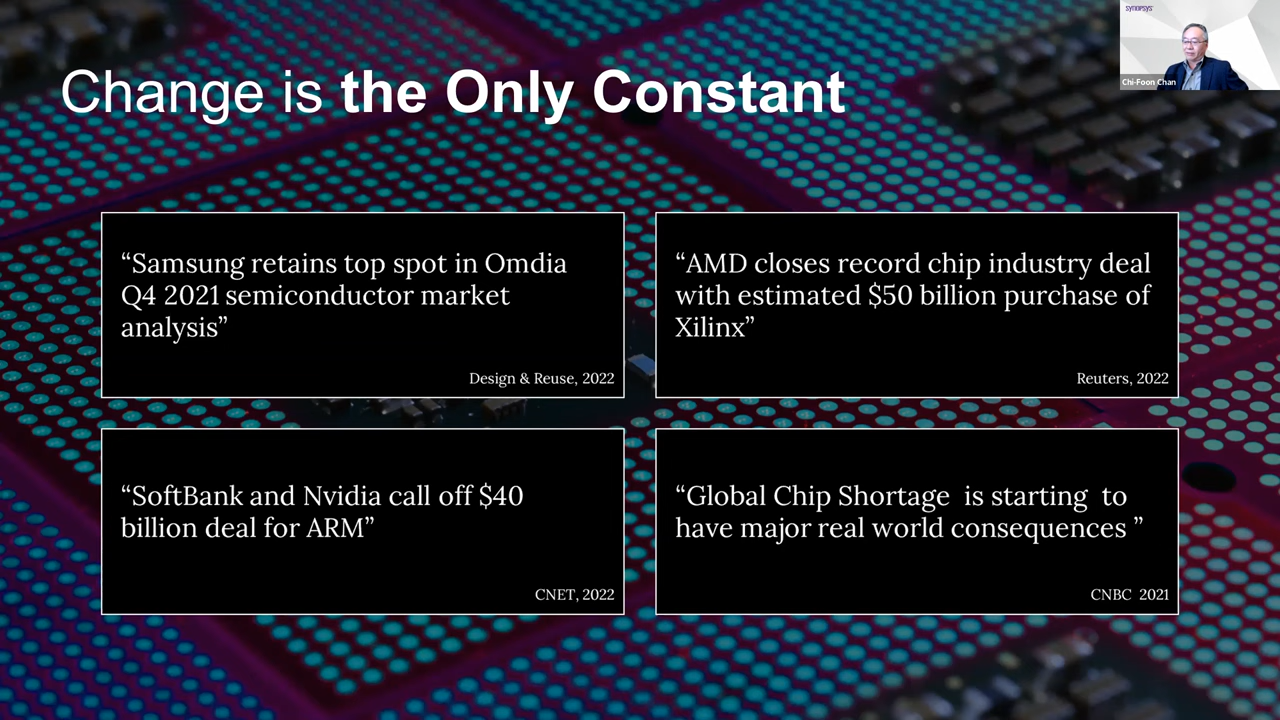 SYNOPSYS
Chi-Foon Chan
Change is the Only Constant
“Samsung retains top spot in Omdia
Q4 2021 semiconductor market
analysis”
Design & Reuse, 2022
“AMD closes record chip industry deal
with estimated $50 billion purchase of
Xilinx”
Reuters, 2022
“SoftBank and Nvidia call off $40
billion deal for ARM”
CNET, 2022
“Global Chip Shortage  is starting  to
have major real world consequences ”
CNBC  2021